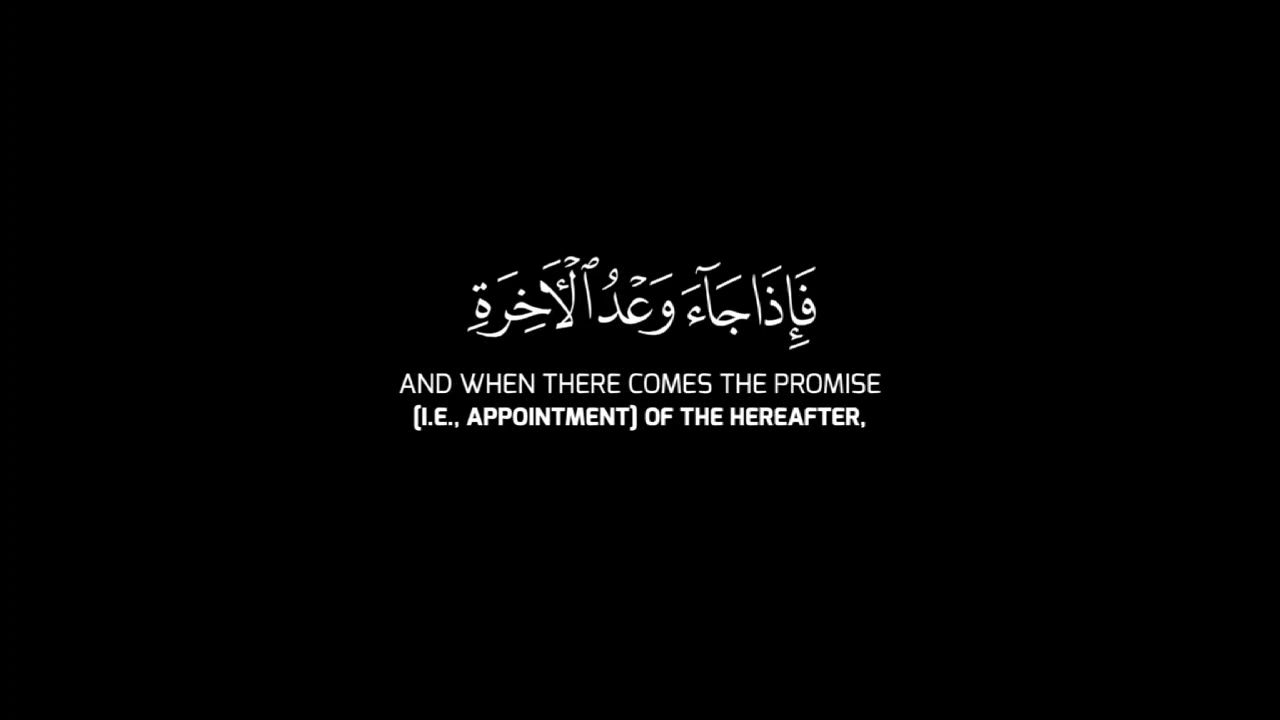 فَإِذَا جَآءَ وَعْدُ ٱلْأَخِرَةِ
AND WHEN THERE COMES THE PROMISE
(I.E., APPOINTMENT) OF THE HEREAFTER,